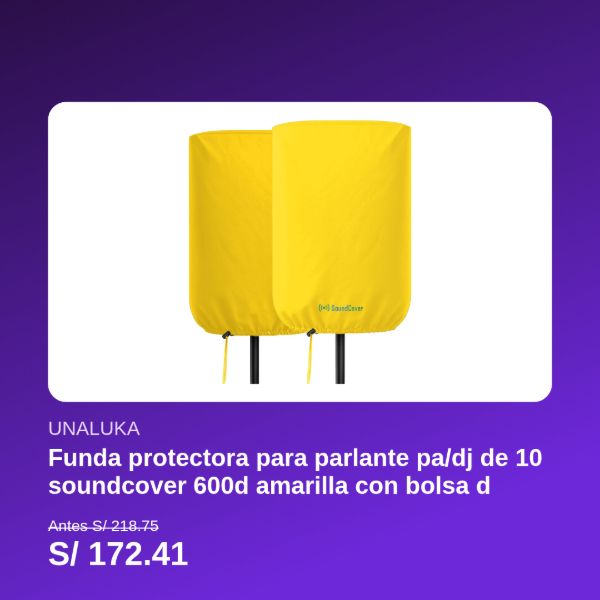 SoundCover
UNALUKA
Funda protectora para parlante pa/dj de 10
soundcover 600d amarilla con bolsa d
Antes S/ 218.75
S/ 172.41